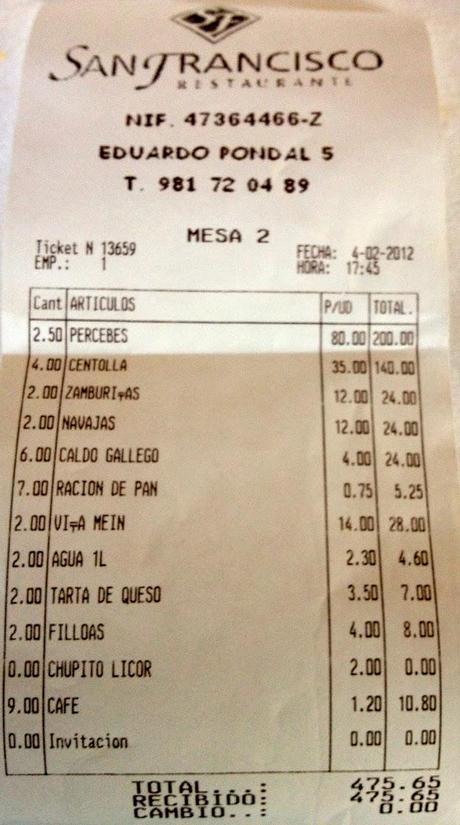 SAN FRANCISCO
RESTAURANTE
NIF. 47364466-Z
EDUARDO PONDAL 5
T. 981 72 04 89
MESA 2
Ticket N 13659 FECHA: 4-02-2012
EMP.: 1 HORA: 17:45
Cant ARTICULOS P/UD TOTAL.
2.50 PERCEBES 80.00 200.00
4.00 CENTOLLA 35.00 140.00
2.00 ZAMBURI╤AS 12.00 24.00
2.00 NAVAJAS 12.00 24.00
6.00 CALDO GALLEGO 4.00 24.00
7.00 RACION DE PAN 0.75 5.25
2.00 VI╤A MEIN 14.00 28.00
2.00 AGUA 1L 2.30 4.60
2.00 TARTA DE QUESO 3.50 7.00
2.00 FILLOAS 4.00 8.00
0.00 CHUPITO LICOR 2.00 0.00
9.00 CAFE 1.20 10.80
0.00 Invitacion 0.00 0.00
TOTAL...: 475.65
RECIBIDO: 475.65
CAMBIO..: 0.00